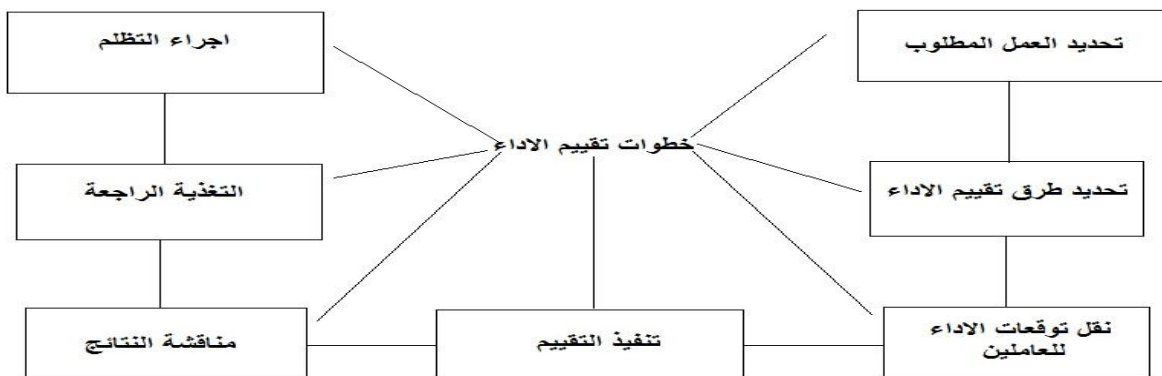 تحديد العمل المطلوب
اجراء التظلم
خطوات تقييم الاداء
تحديد طرق تقييم الاداء
التغذية الراجعة
نقل توقعات الاداء
للعاملين
تنفيذ التقييم
مناقشة النتائج